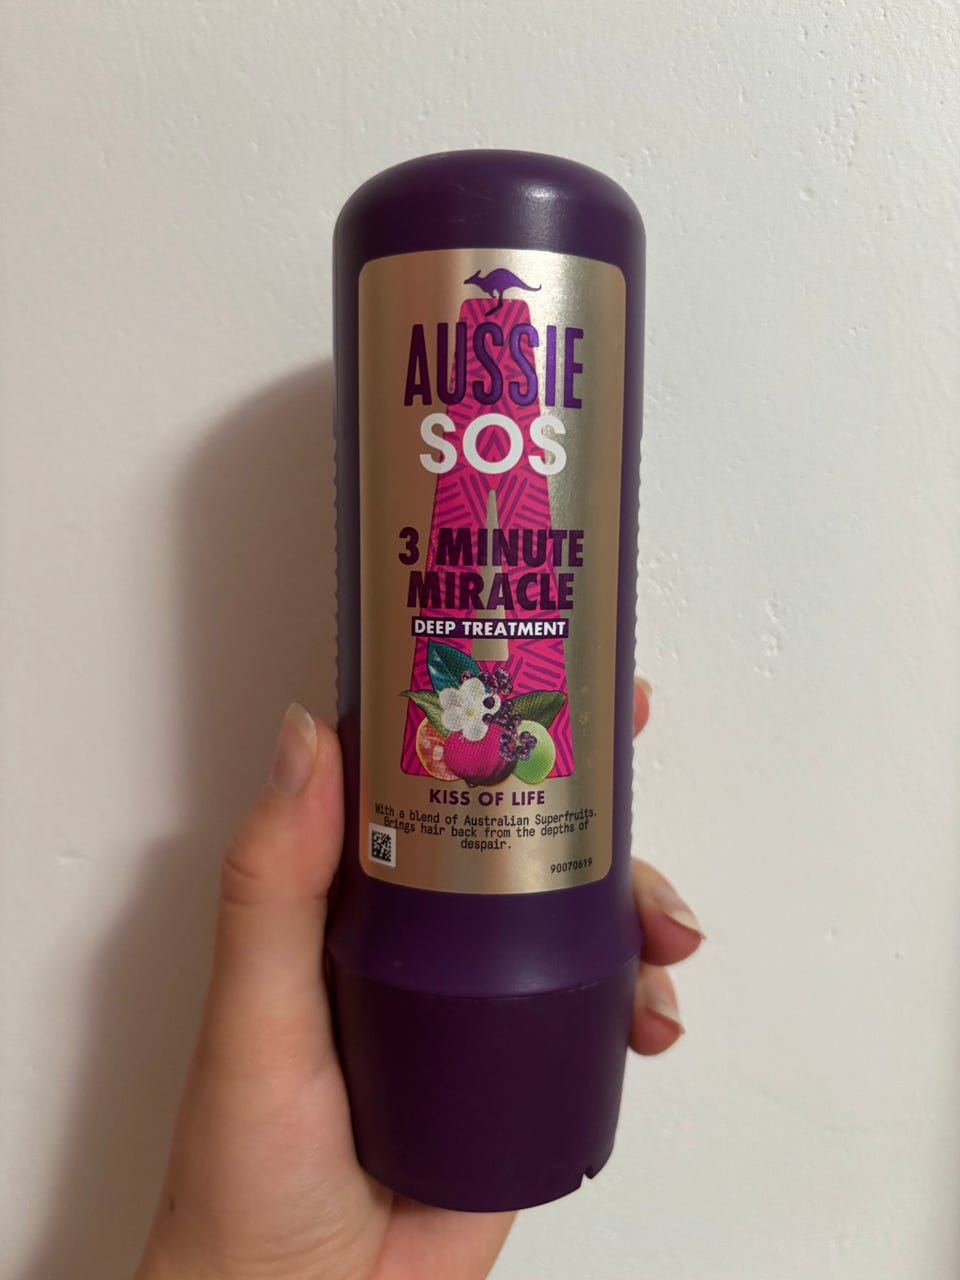 AUSSIE
SOS
3 MINUTE
MIRACLE
DEEP TREATMENT
KISS OF LIFE
With a blend of Australian Superfruits.
Brings hair back from the depths of
despair.
90070619